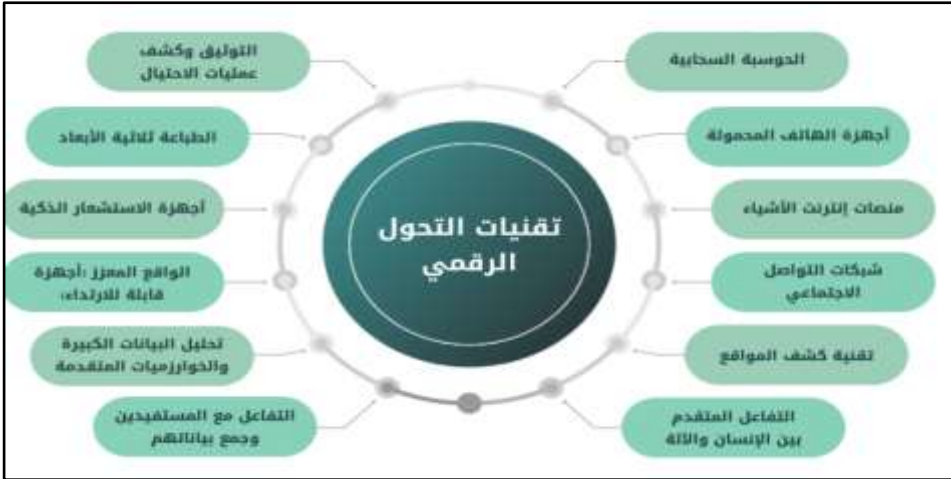 تقنيات التحول
الرقمي
الحوسبة السحابية
أجهزة الهاتف المحمولة
منصات إنترنت الأشياء
شبكات التواصل
الاجتماعي
تقنية كشف المواقع
التفاعل المتقدم
بين الإنسان والآلة
التوثيق وكشف
عمليات الاحتيال
الطباعة ثلاثية الأبعاد
أجهزة الاستشعار الذكية
الواقع المعزز :أجهزة
قابلة للارتداء:
تحليل البيانات الكبيرة
والخوارزميات المتقدمة
التفاعل مع المستفيدين
وجمع بياناتهم